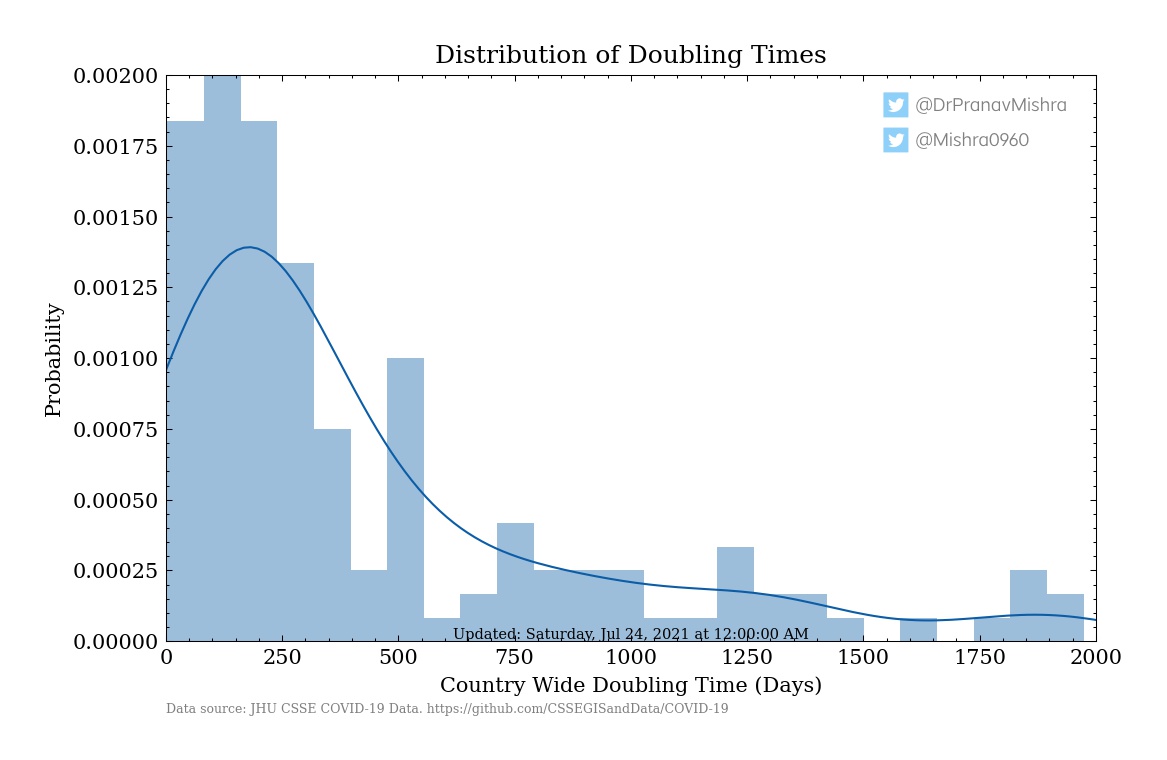 Distribution of Doubling Times
@DrPranavMishra
@Mishra0960
Probability
0.00200
0.00175
0.00150
0.00125
0.00100
0.00075
0.00050
0.00025
0.00000
Updated: Saturday, Jul 24, 2021 at 12:00:00 AM
0 250 500 750 1000 1250 1500 1750 2000
Country Wide Doubling Time (Days)
Data source: JHU CSSE COVID-19 Data. https://github.com/CSSEGISandData/COVID-19